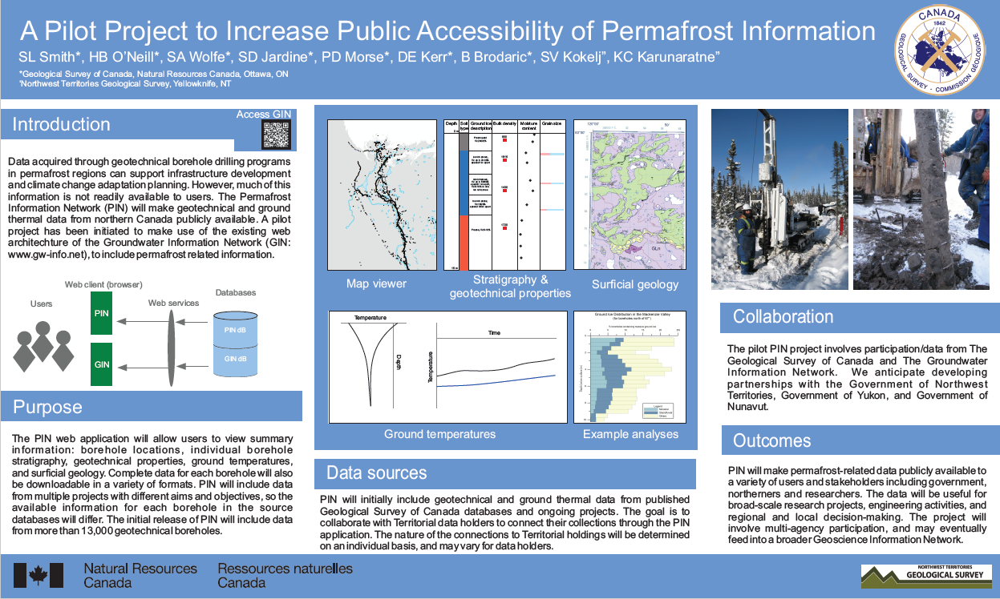 A Pilot Project to Increase Public Accessibility of Permafrost Information
SL Smith*, HB O'Neill*, SA Wolfe*, SD Jardine*, PD Morse*, DE Kerr*, B Brodaric*, SV Kokelj", KC Karunaratne"
*Geological Survey of Canada, Natural Resources Canada, Ottawa, ON
'Northwest Territories Geological Survey, Yellowknife, NT
CANADA
1842
GEOLOGICAL SURVEY - COMMISSION GÉOLOGIQUE
Introduction
Access GIN
Data acquired through geotechnical borehole drilling programs
in permafrost regions can support infrastructure development
and climate change adaptation planning. However, much of this
information is not readily available to users. The Permafrost
Information Network (PIN) will make geotechnical and ground
thermal data from northern Canada publicly available. A pilot
project has been initiated to make use of the existing web
architechture of the Groundwater Information Network (GIN:
www.gw-info.net), to include permafrost related information.
Web client (browser)
Users
Web services
Databases
PIN
GIN
PIN dB
GIN dB
Purpose
The PIN web application will allow users to view summary
information: borehole locations, individual borehole
stratigraphy, geotechnical properties, ground temperatures,
and surficial geology. Complete data for each borehole will also
be downloadable in a variety of formats. PIN will include data
from multiple projects with different aims and objectives, so the
available information for each borehole in the source
databases will differ. The initial release of PIN will include data
from more than 13,000 geotechnical boreholes.
Map viewer
Depth
Soil type
Ground ice description
Bulk density
Moisture content
Grain size
Stratigraphy &
geotechnical properties
Surficial geology
Temperature
Depth
Time
Temperature
Ground temperatures
Ground Ice Distribution in the Mackenzie Valley
Legend
Example analyses
Data sources
PIN will initially include geotechnical and ground thermal data from published
Geological Survey of Canada databases and ongoing projects. The goal is to
collaborate with Territorial data holders to connect their collections through the PIN
application. The nature of the connections to Territorial holdings will be determined
on an individual basis, and may vary for data holders.
Collaboration
The pilot PIN project involves participation/data from The
Geological Survey of Canada and The Groundwater
Information Network. We anticipate developing
partnerships with the Government of Northwest
Territories, Government of Yukon, and Government of
Nunavut.
Outcomes
PIN will make permafrost-related data publicly available to
a variety of users and stakeholders including government,
northerners and researchers. The data will be useful for
broad-scale research projects, engineering activities, and
regional and local decision-making. The project will
involve multi-agency participation, and may eventually
feed into a broader Geoscience Information Network.
Natural Resources
Canada
Ressources naturelles
Canada
NORTHWEST TERRITORIES
GEOLOGICAL SURVEY